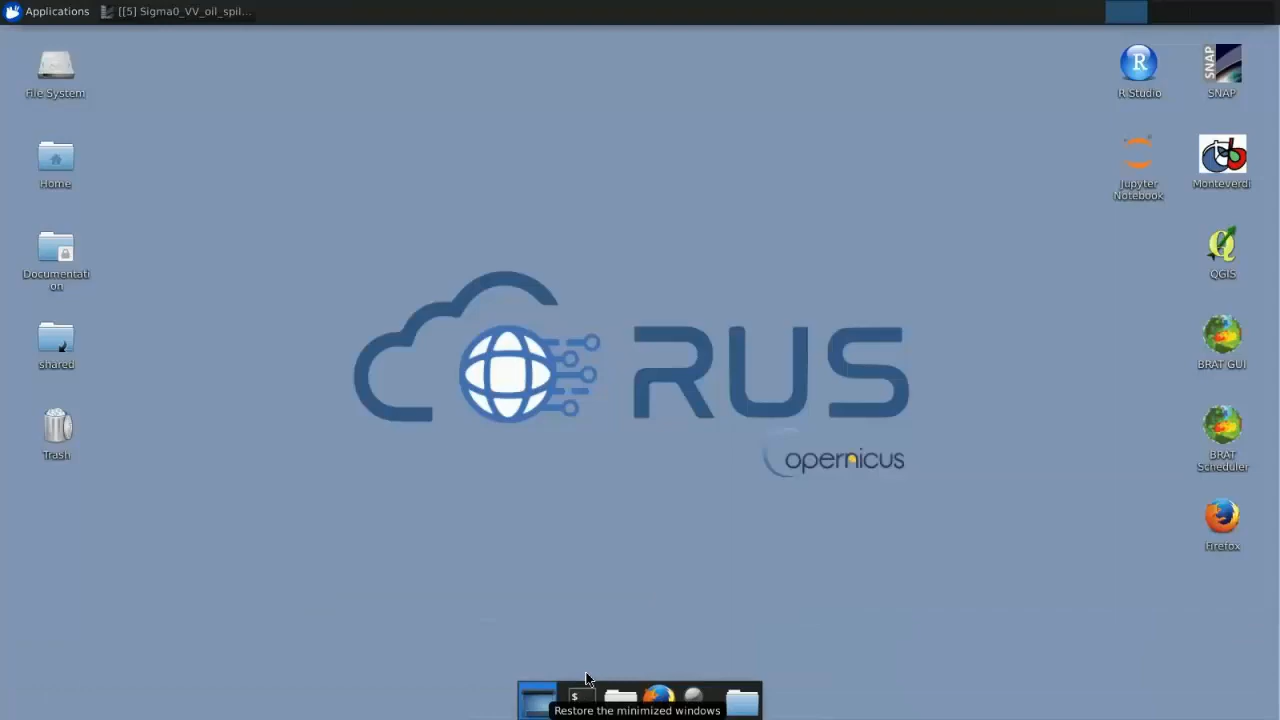 Applications
[[5] Sigma0_VV_oil_spil...
File System
Home
Documentati
on
shared
Trash
R Studio
SNAP
SNAP
Jupyter
Notebook
Monteverdi
QGIS
BRAT GUI
BRAT
Scheduler
Firefox
RUS
opernicus
$
Restore the minimized windows